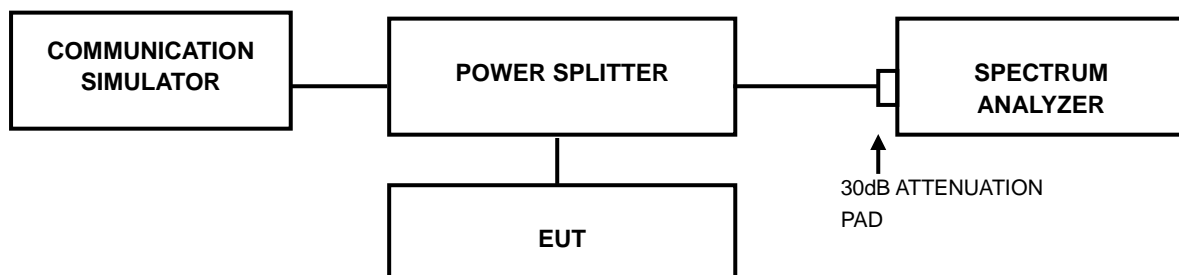 COMMUNICATION
SIMULATOR
POWER SPLITTER
SPECTRUM
ANALYZER
30dB ATTENUATION
PAD
EUT